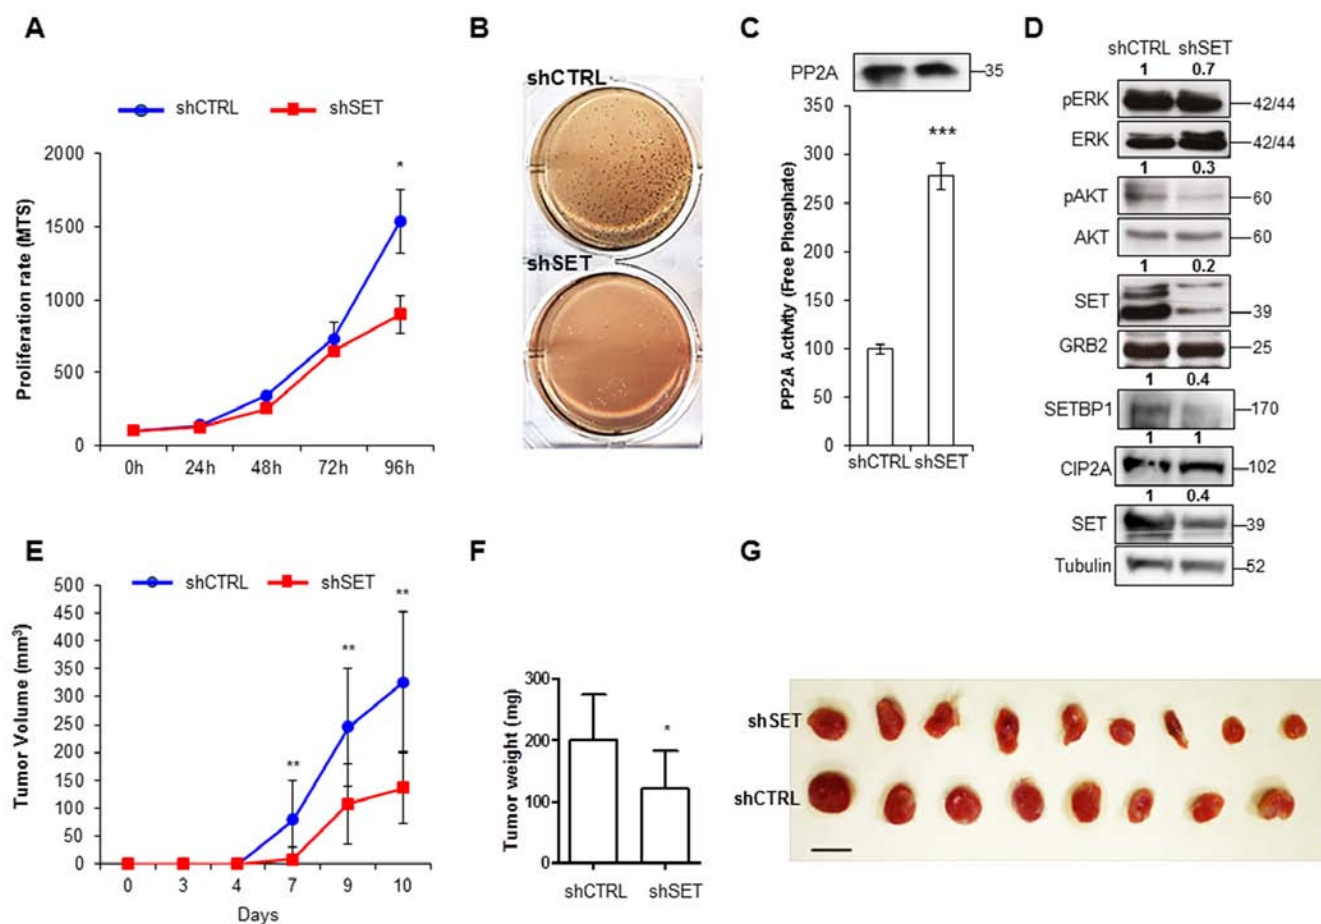 A
shCTRL shSET
Proliferation rate (MTS)
2000
1500
1000
500
0
*
0h 24h 48h 72h 96h
B
shCTRL
shSET
C
PP2A 35
PP2A Activity (Free Phosphate)
350
300
250
200
150
100
50
0
***
shCTRL shSET
D
shCTRL shSET
1 0.7
pERK 42/44
ERK 42/44
1 0.3
pAKT 60
AKT 60
1 0.2
SET 39
GRB2 25
1 0.4
SETBP1 170
1 1
CIP2A 102
1 0.4
SET 39
Tubulin 52
E
shCTRL shSET
Tumor Volume (mm³)
500
450
400
350
300
250
200
150
100
50
0
** ** **
0 3 4 7 9 10
Days
F
Tumor weight (mg)
300
200
100
0
*
shCTRL shSET
G
shSET
shCTRL